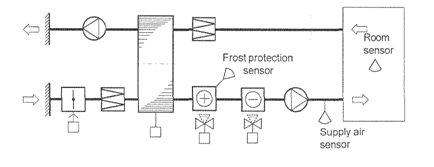 Frost protection
sensor
Room
sensor
Supply air
sensor